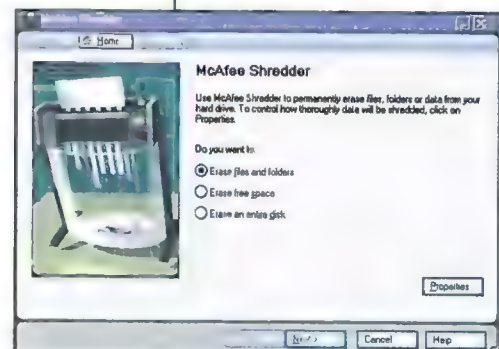 Home
McAfee Shredder
Use McAfee Shredder to permanently erase files, folders or data from your
hard drive. To control how thoroughly data will be shredded, click on
Properties.
Do you want to:
Erase files and folders
Erase free space
Erase an entire disk
Properties
Next >
Cancel
Help